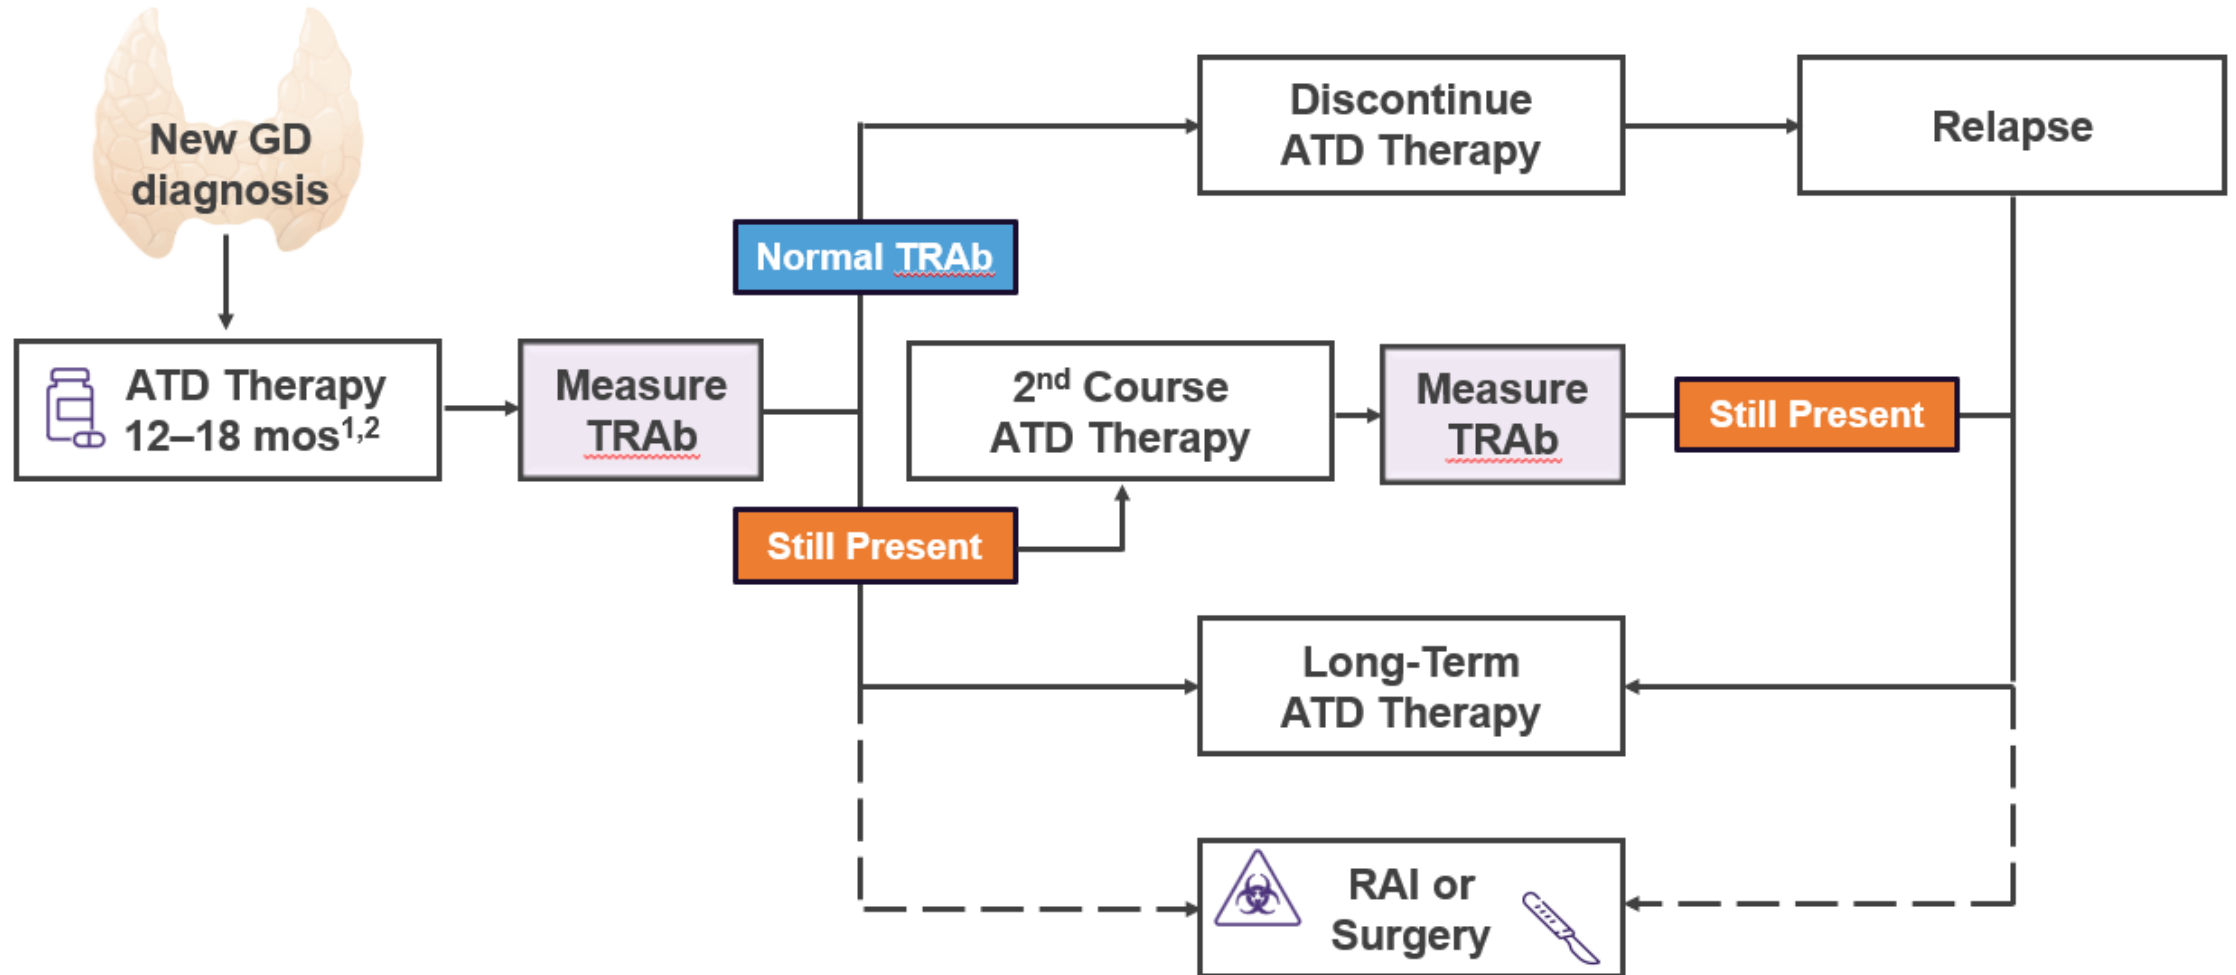 New GD
diagnosis
ATD Therapy
12–18 mos1,2
Measure
TRAb
Normal TRAb
Still Present
Discontinue
ATD Therapy
Relapse
2nd Course
ATD Therapy
Measure
TRAb
Still Present
Long-Term
ATD Therapy
RAI or
Surgery